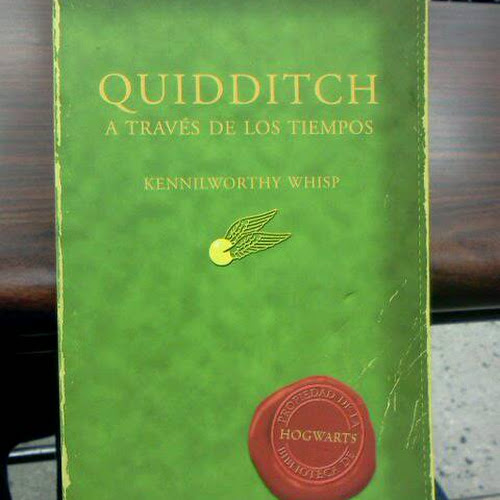 QUIDDITCH
A TRAVÉS DE LOS TIEMPOS
KENNILWORTHY WHISP
PROPIEDAD DE LA
BIBLIOTECA DE
HOGWARTS